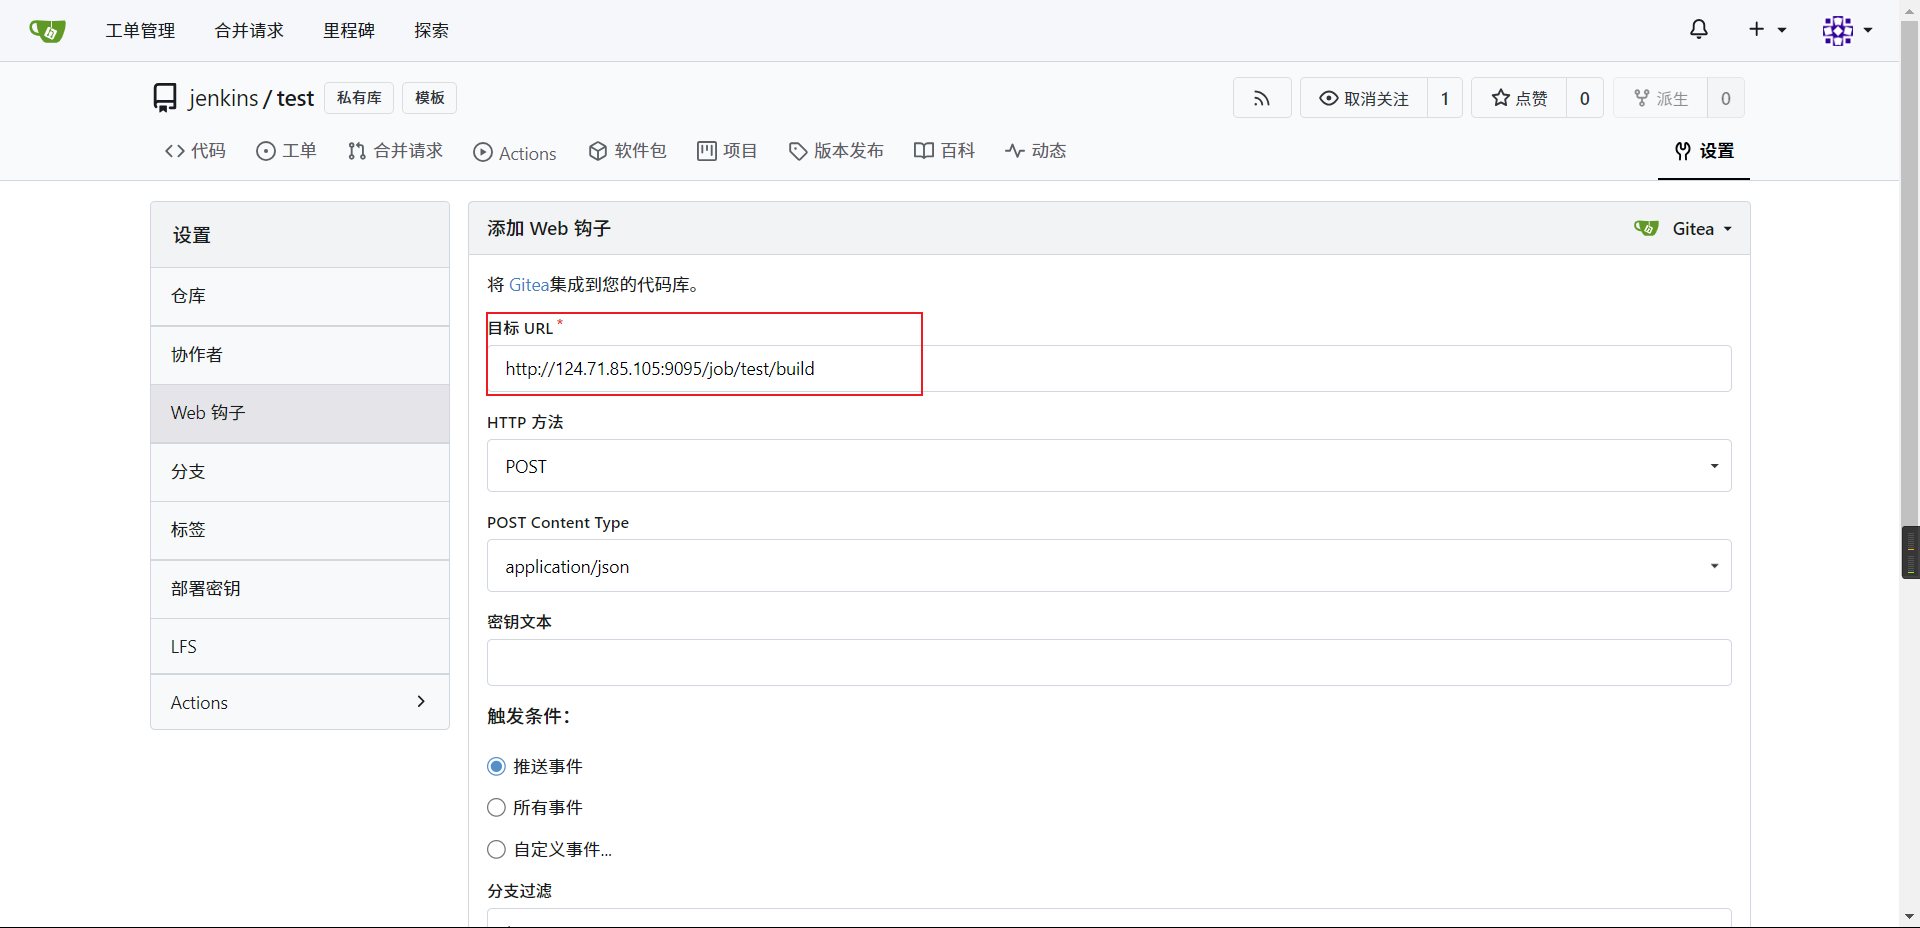 工单管理 合并请求 里程碑 探索
jenkins / test 私有库 模板 取消关注 1 点赞 0 派生 0
代码 工单 合并请求 Actions 软件包 项目 版本发布 百科 动态 设置
设置
仓库
协作者
Web 钩子
分支
标签
部署密钥
LFS
Actions
添加 Web 钩子 Gitea
将 Gitea集成到您的代码库。
目标 URL *
http://124.71.85.105:9095/job/test/build
HTTP 方法
POST
POST Content Type
application/json
密钥文本
触发条件：
推送事件
所有事件
自定义事件...
分支过滤